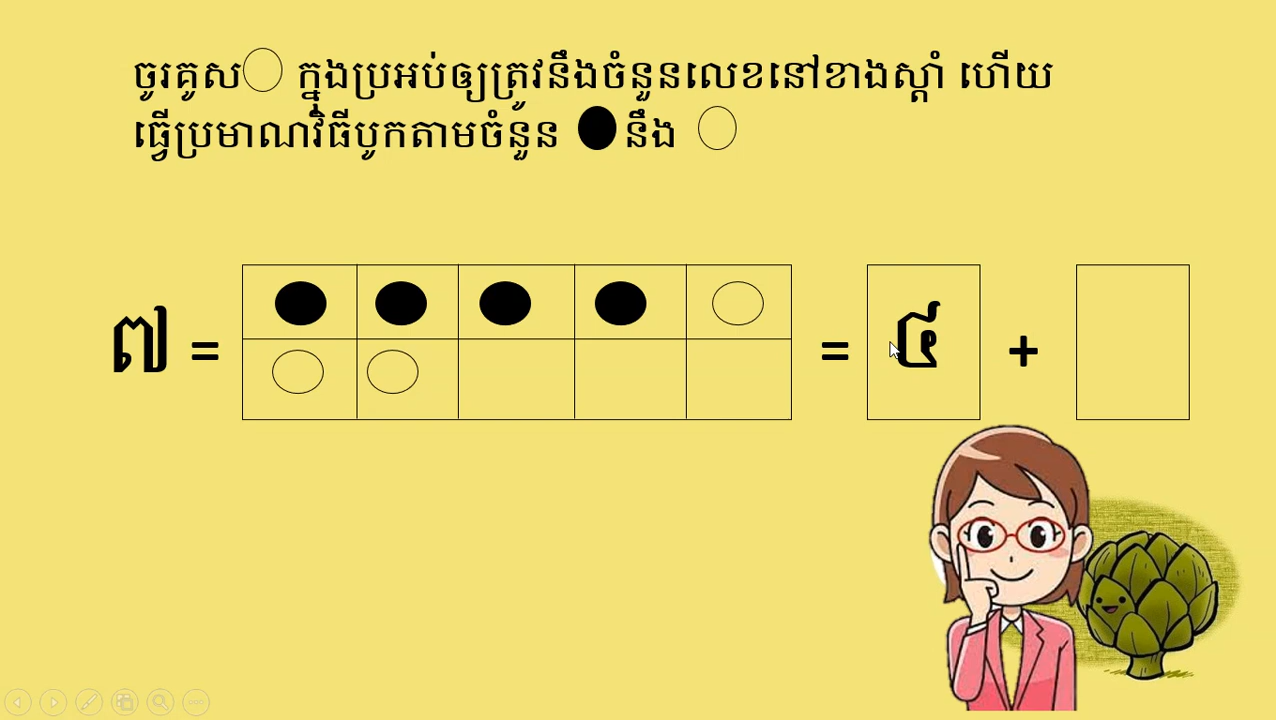 ចូរគូស ក្នុងប្រអប់ឲ្យត្រូវនឹងចំនួនលេខនៅខាងស្ដាំ ហើយ
ធ្វើប្រមាណវិធីបូកតាមចំនួន នឹង
៧ = = ៤ +